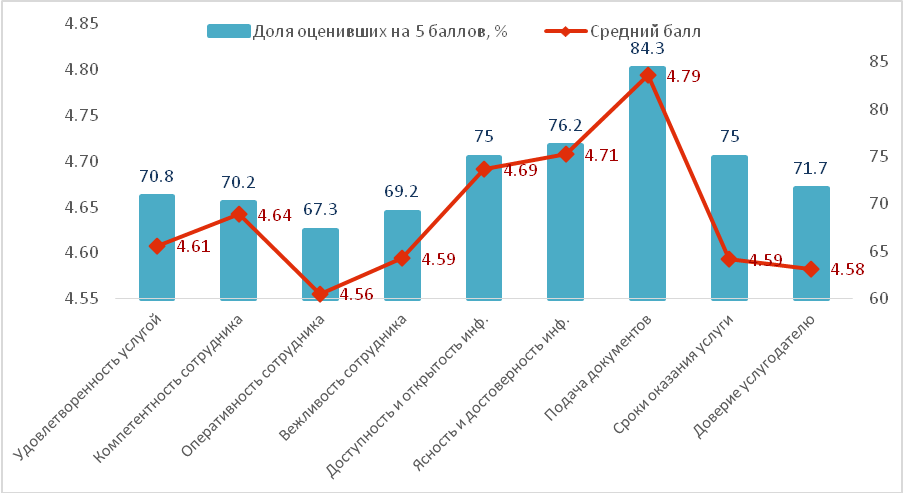 Доля оценивших на 5 баллов, %
Средний балл
4.85
4.80
4.75
4.70
4.65
4.60
4.55
85
80
75
70
65
60
70.8
70.2
67.3
69.2
75
76.2
84.3
75
71.7
4.61
4.64
4.56
4.59
4.69
4.71
4.79
4.59
4.58
Удовлетворенность услугой
Компетентность сотрудника
Оперативность сотрудника
Вежливость сотрудника
Доступность и открытость инф.
Ясность и достоверность инф.
Подача документов
Сроки оказания услуги
Доверие услугодателю